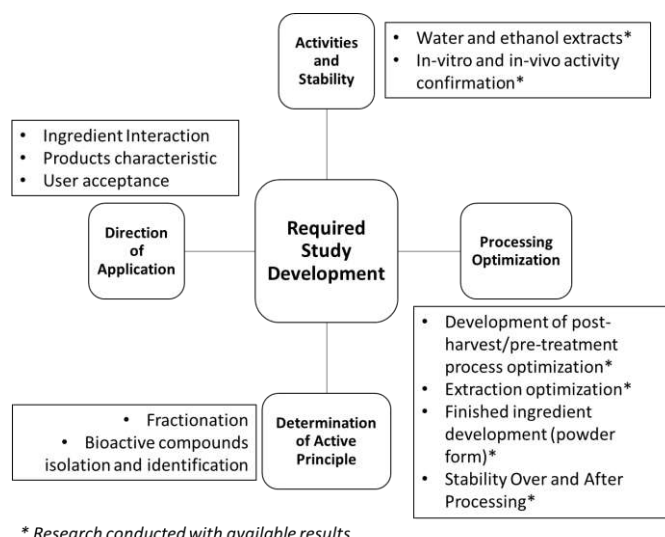 Activities
and
Stability
• Water and ethanol extracts*
• In-vitro and in-vivo activity
confirmation*
• Ingredient Interaction
• Products characteristic
• User acceptance
Direction
of
Application
Required
Study
Development
Processing
Optimization
• Development of post-
harvest/pre-treatment
process optimization*
• Extraction optimization*
• Finished ingredient
development (powder
form)*
• Stability Over and After
Processing*
• Fractionation
• Bioactive compounds
isolation and identification
Determination
of Active
Principle
* Research conducted with available results